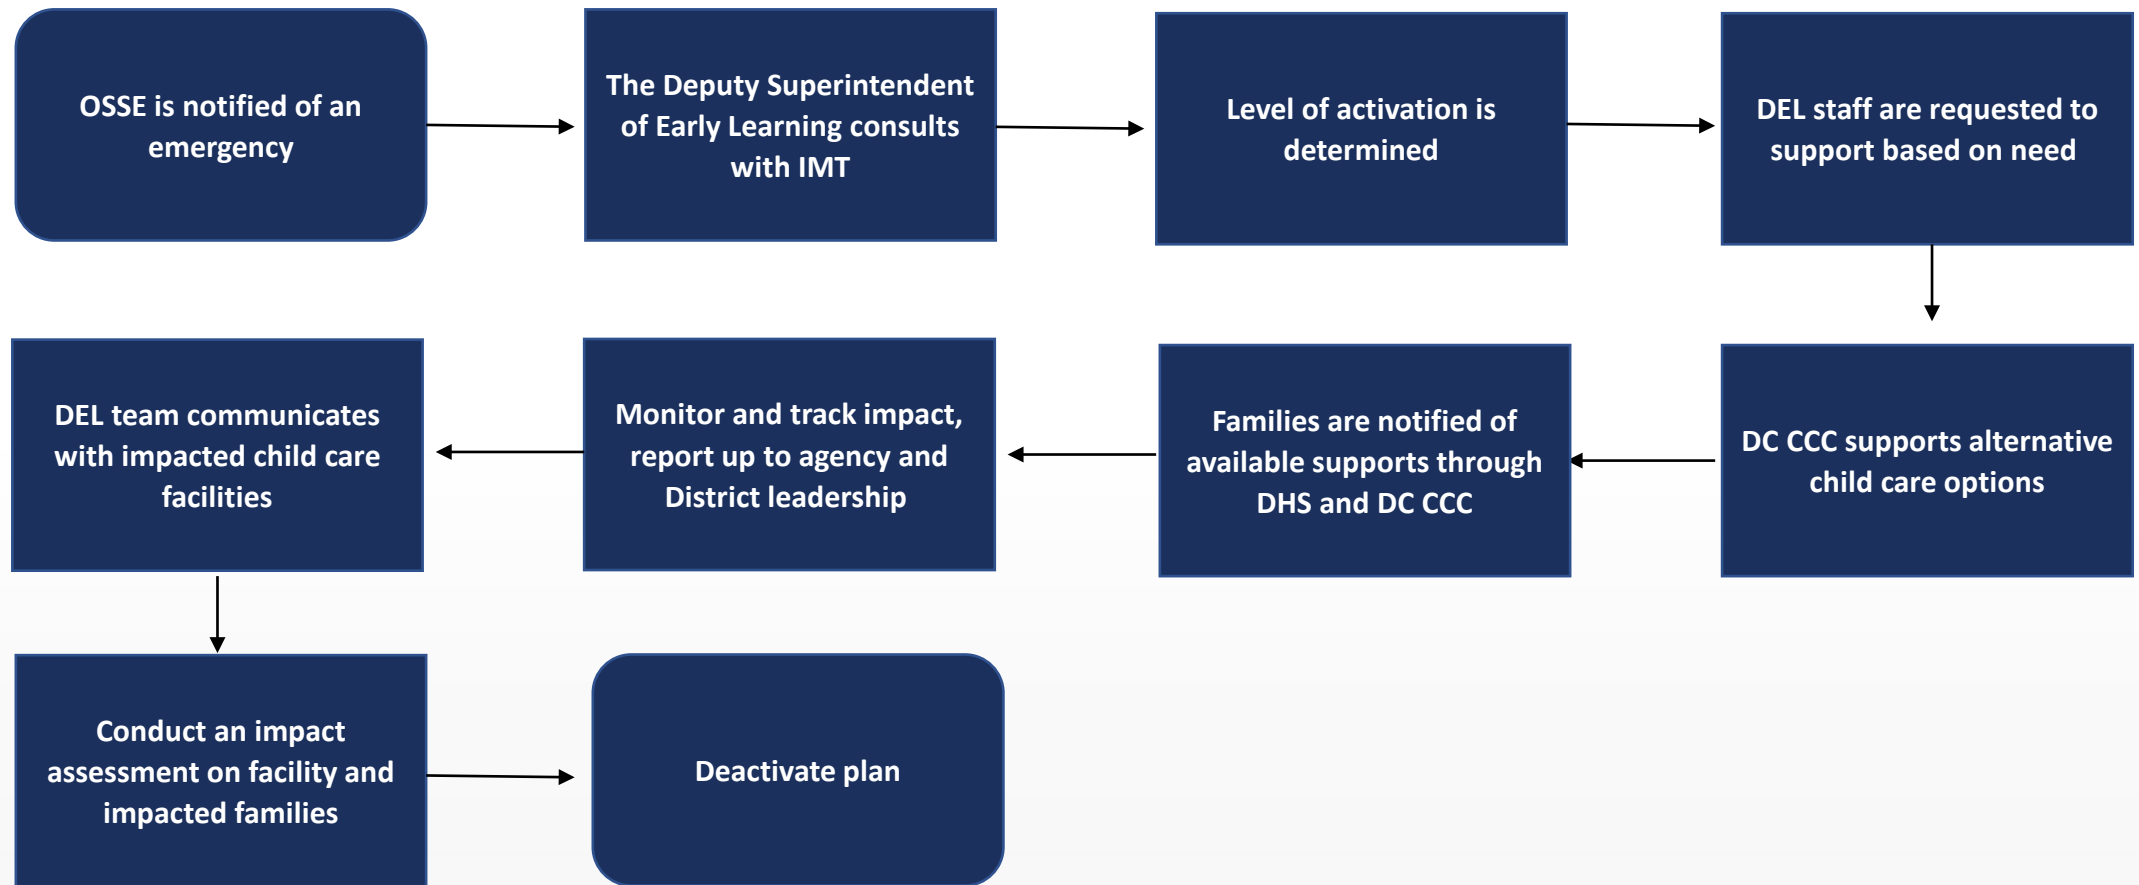 OSSE is notified of an
emergency
The Deputy Superintendent
of Early Learning consults
with IMT
Level of activation is
determined
DEL staff are requested to
support based on need
DC CCC supports alternative
child care options
Families are notified of
available supports through
DHS and DC CCC
Monitor and track impact,
report up to agency and
District leadership
DEL team communicates
with impacted child care
facilities
Conduct an impact
assessment on facility and
impacted families
Deactivate plan